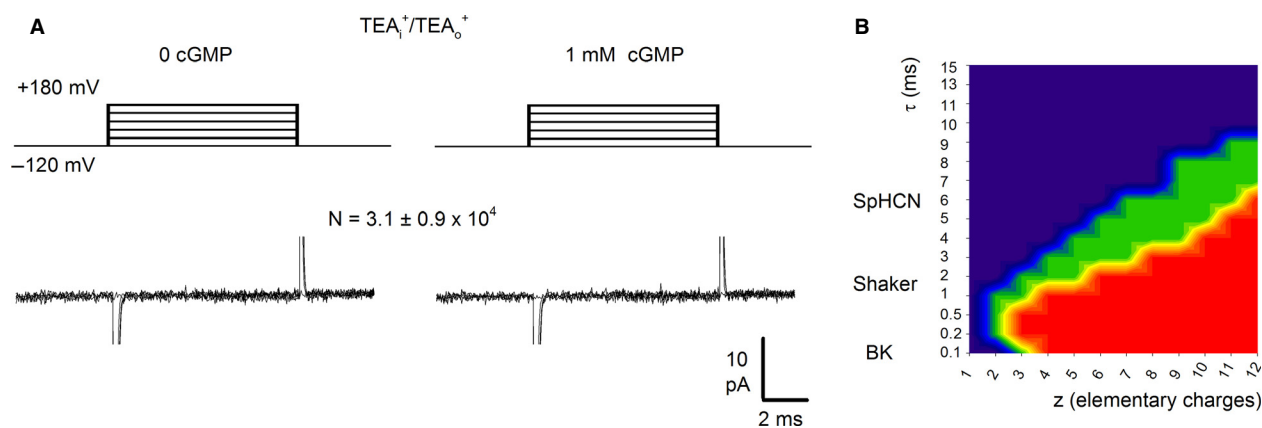 A
TEAi+/TEAo+
0 cGMP
1 mM cGMP
+180 mV
–120 mV
N = 3.1 ± 0.9 x 10^4
10
pA
2 ms
B
τ (ms)
15
13
11
10
9
8
7
6
5
4
3
2
1
0.5
0.2
0.1
SpHCN
Shaker
BK
1
2
3
4
5
6
7
8
9
10
11
12
z (elementary charges)